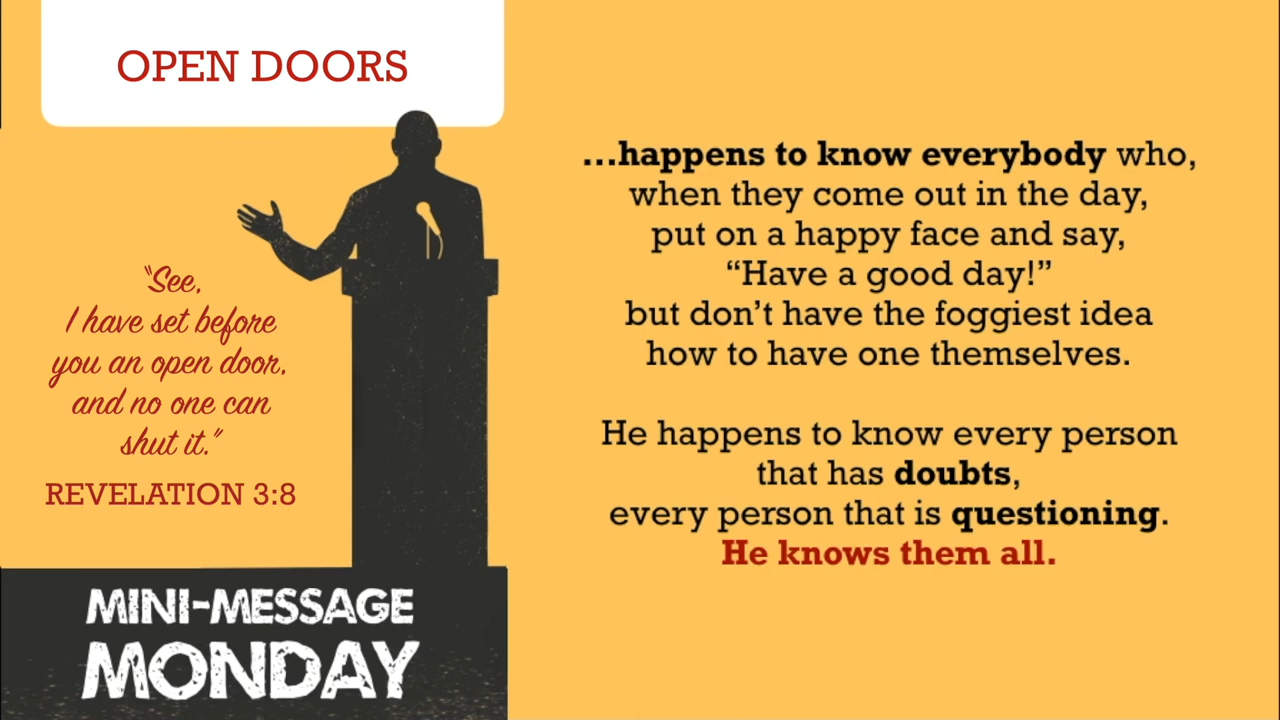 OPEN DOORS
“See,
I have set before
you an open door,
and no one can
shut it.”
REVELATION 3:8
MINI-MESSAGE
MONDAY
...happens to know everybody who,
when they come out in the day,
put on a happy face and say,
“Have a good day!”
but don’t have the foggiest idea
how to have one themselves.
He happens to know every person
that has doubts,
every person that is questioning.
He knows them all.